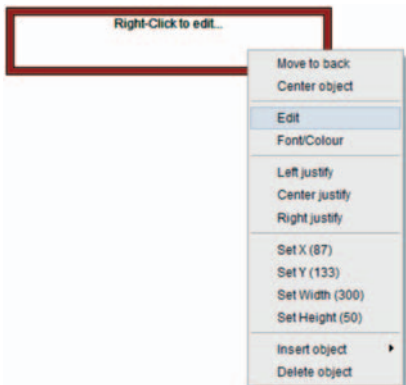 Right-Click to edit...
Move to back
Center object
Edit
Font/Colour
Left justify
Center justify
Right justify
Set X (87)
Set Y (133)
Set Width (300)
Set Height (50)
Insert object
Delete object